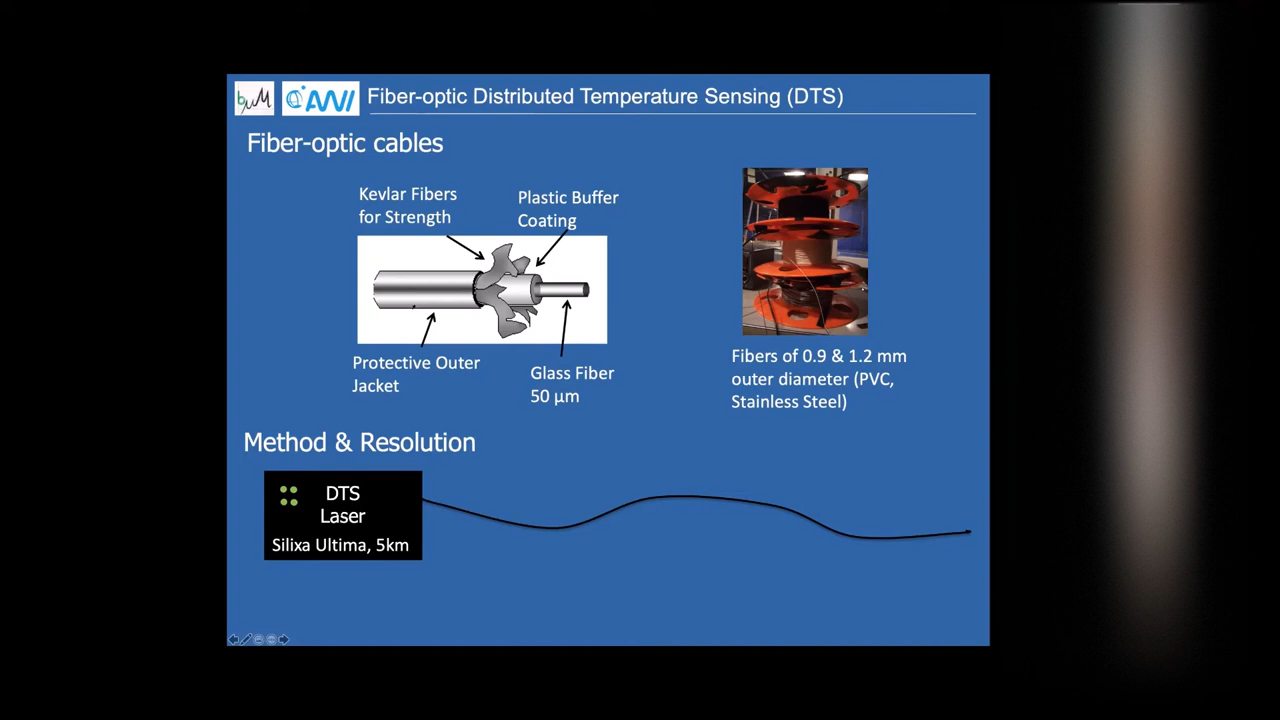 bμM
AWI
Fiber-optic Distributed Temperature Sensing (DTS)
Fiber-optic cables
Kevlar Fibers
for Strength
Plastic Buffer
Coating
Protective Outer
Jacket
Glass Fiber
50 μm
Fibers of 0.9 & 1.2 mm
outer diameter (PVC,
Stainless Steel)
Method & Resolution
DTS
Laser
Silixa Ultima, 5km